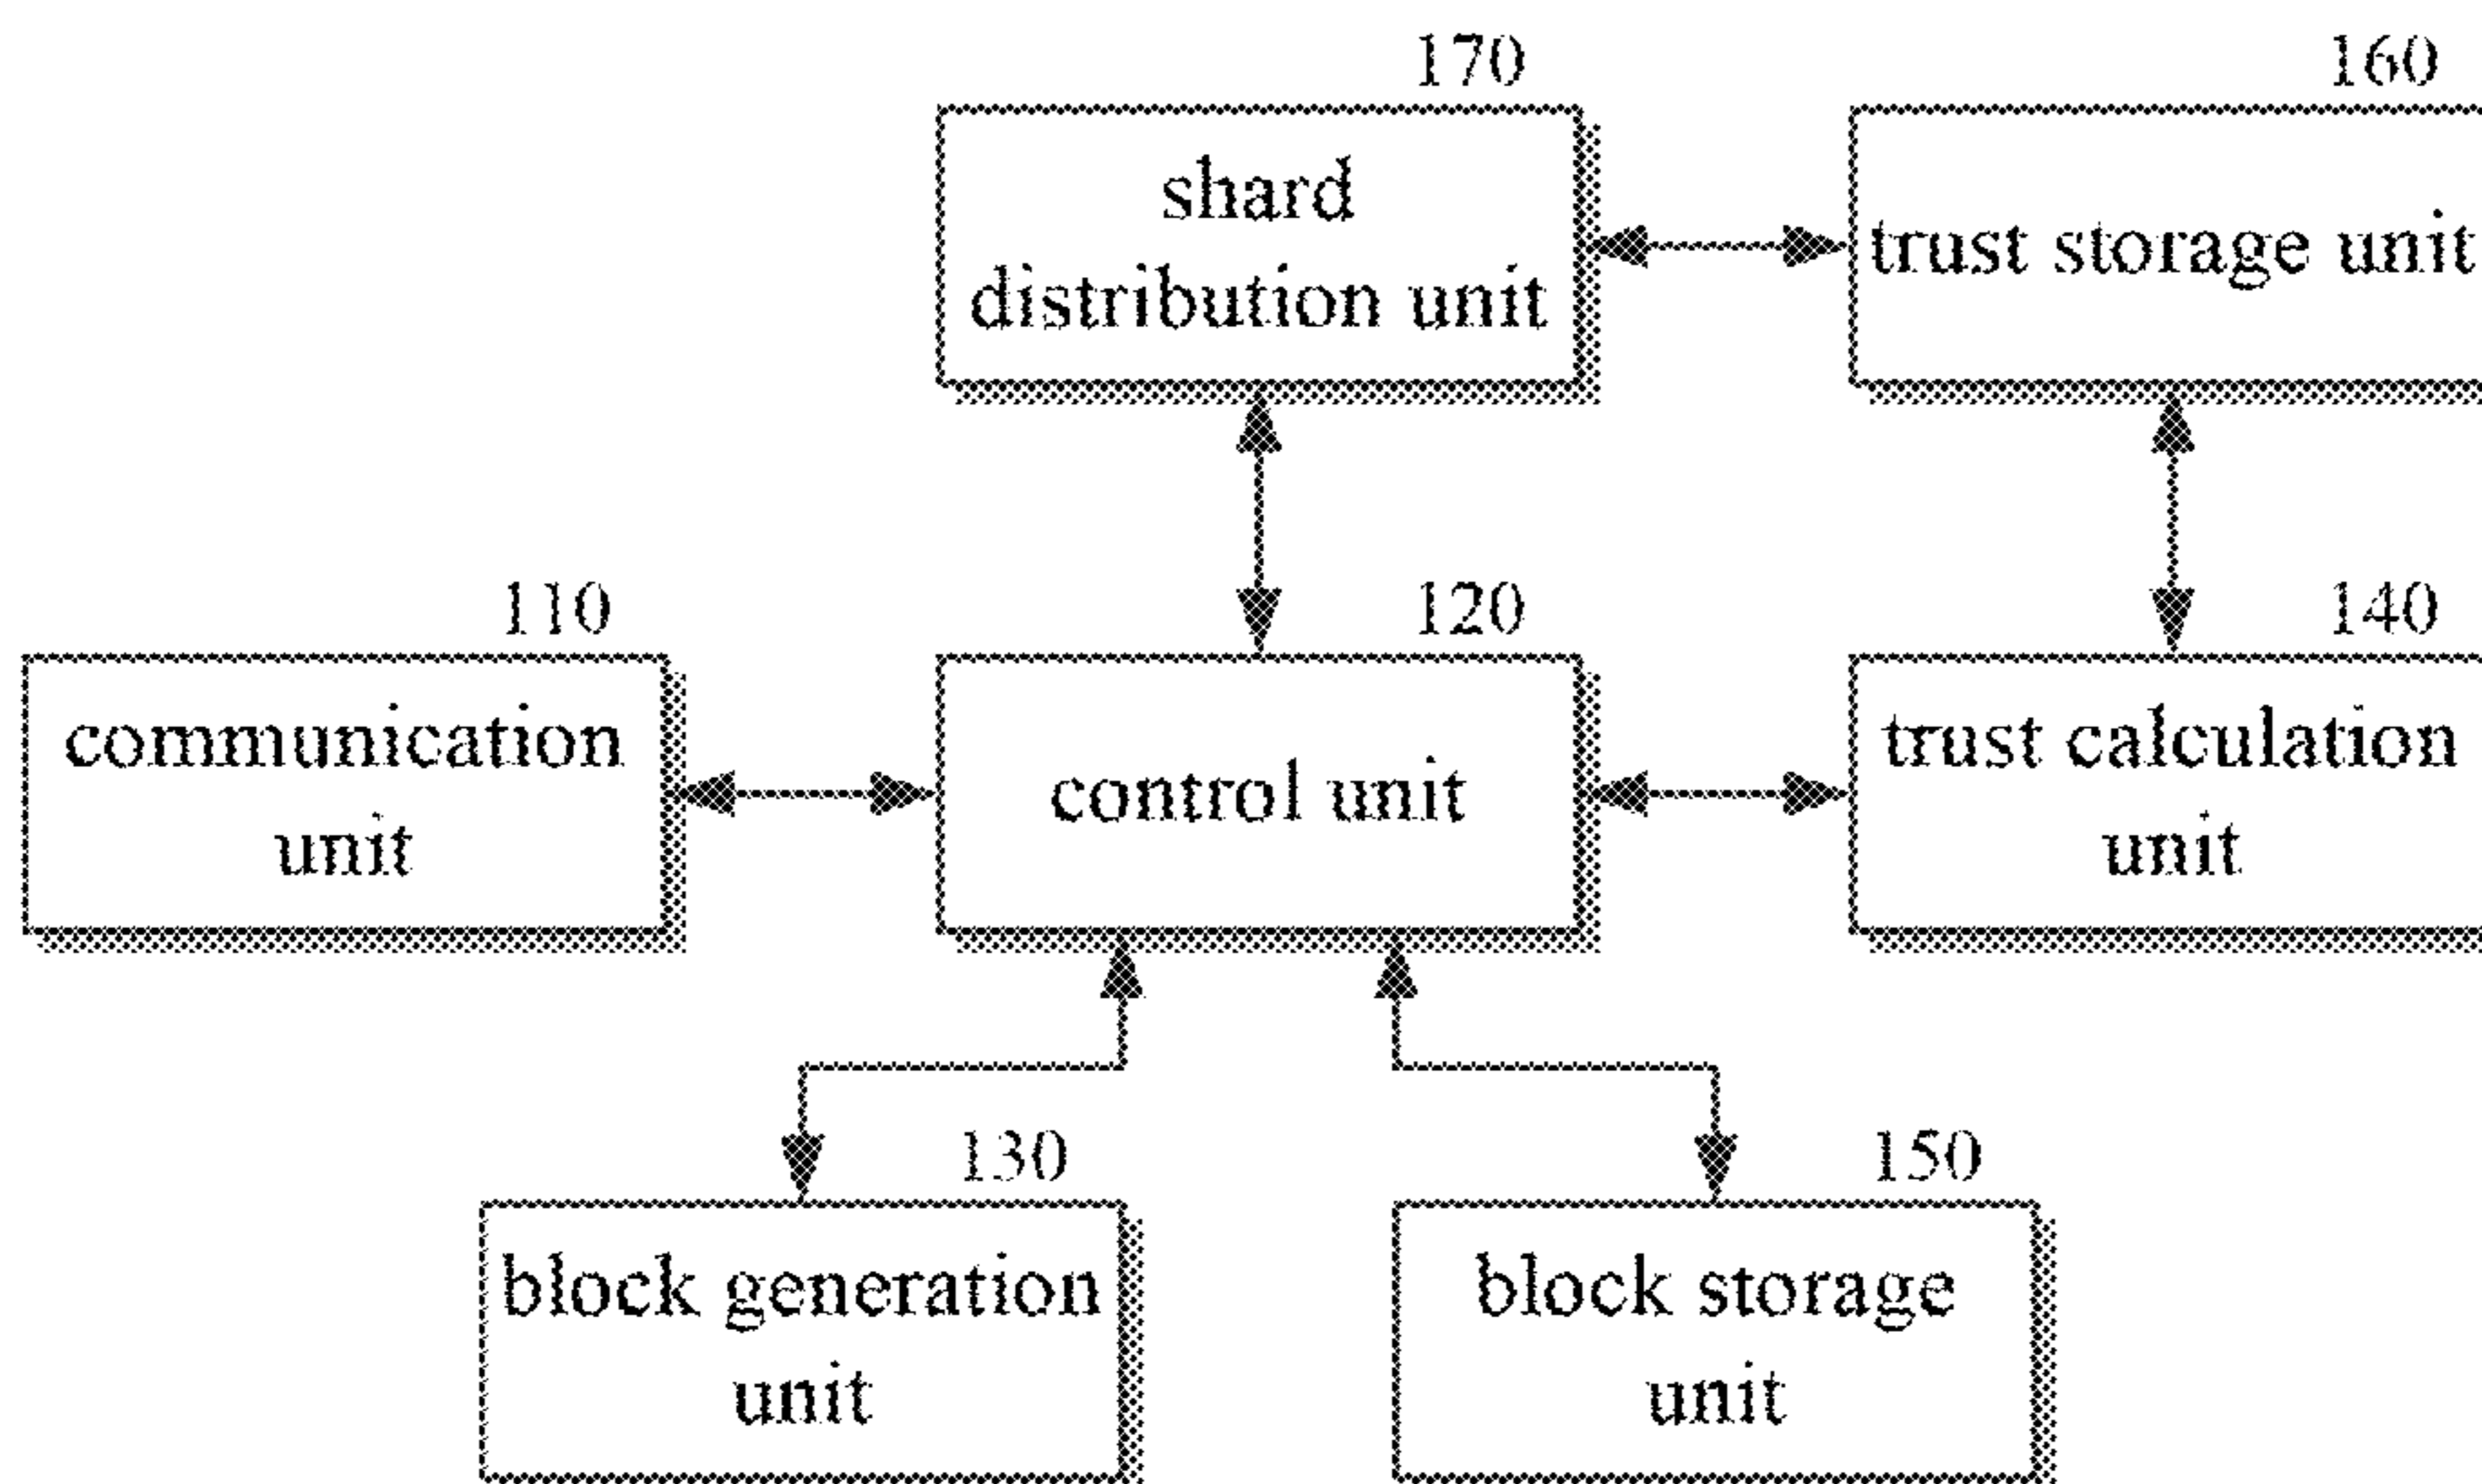 170
160
shard
distribution unit
trust storage unit
110
120
140
communication
unit
control unit
trust calculation
unit
130
150
block generation
unit
block storage
unit